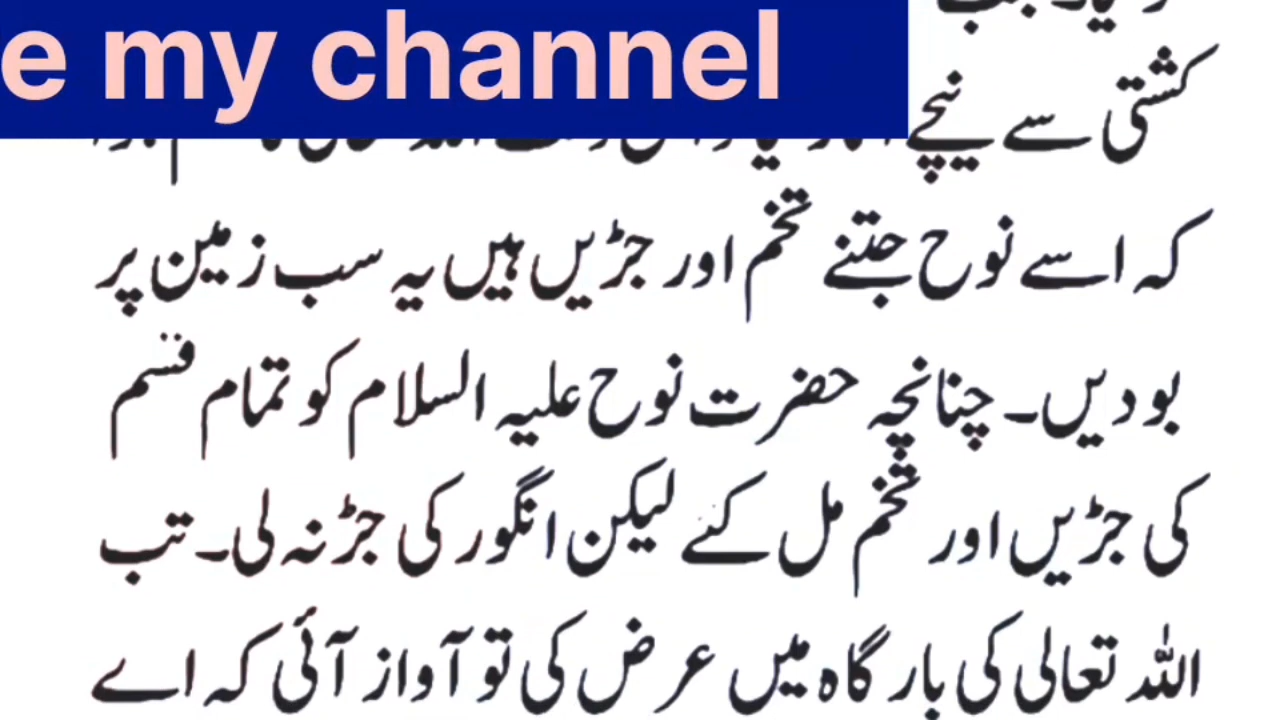 e my channel
کشتی سے نیچے
کہ اسے نوح جتنے تخم اور جڑیں ہیں یہ سب زمین پر
بودیں۔ چنانچہ حضرت نوح علیہ السلام کو تمام قسم
کی جڑیں اور تخم مل گئے لیکن انگور کی جڑ نہ لی۔ تب
اللہ تعالی کی بارگاہ میں عرض کی تو آواز آئی کہ اے